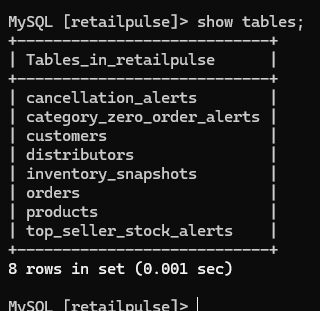 MySQL [retailpulse]> show tables;
+---------------------------+
| Tables_in_retailpulse     |
+---------------------------+
| cancellation_alerts       |
| category_zero_order_alerts |
| customers                 |
| distributors              |
| inventory_snapshots       |
| orders                    |
| products                  |
| top_seller_stock_alerts   |
+---------------------------+
8 rows in set (0.001 sec)
MySQL [retailpulse]>